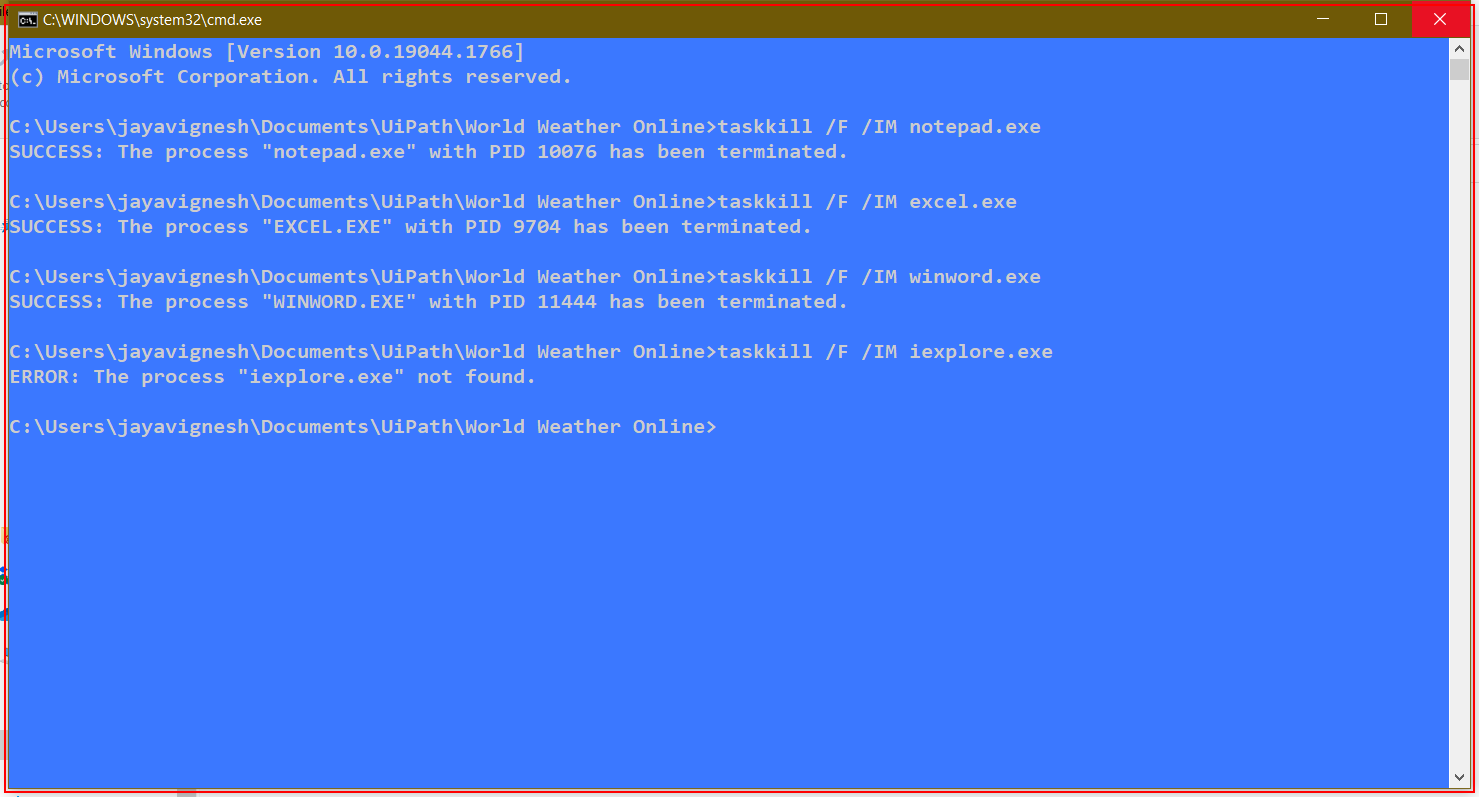 C:\WINDOWS\system32\cmd.exe
Microsoft Windows [Version 10.0.19044.1766]
(c) Microsoft Corporation. All rights reserved.
C:\Users\jayavignesh\Documents\UiPath\World Weather Online>taskkill /F /IM notepad.exe
SUCCESS: The process "notepad.exe" with PID 10076 has been terminated.
C:\Users\jayavignesh\Documents\UiPath\World Weather Online>taskkill /F /IM excel.exe
SUCCESS: The process "EXCEL.EXE" with PID 9704 has been terminated.
C:\Users\jayavignesh\Documents\UiPath\World Weather Online>taskkill /F /IM winword.exe
SUCCESS: The process "WINWORD.EXE" with PID 11444 has been terminated.
C:\Users\jayavignesh\Documents\UiPath\World Weather Online>taskkill /F /IM iexplore.exe
ERROR: The process "iexplore.exe" not found.
C:\Users\jayavignesh\Documents\UiPath\World Weather Online>